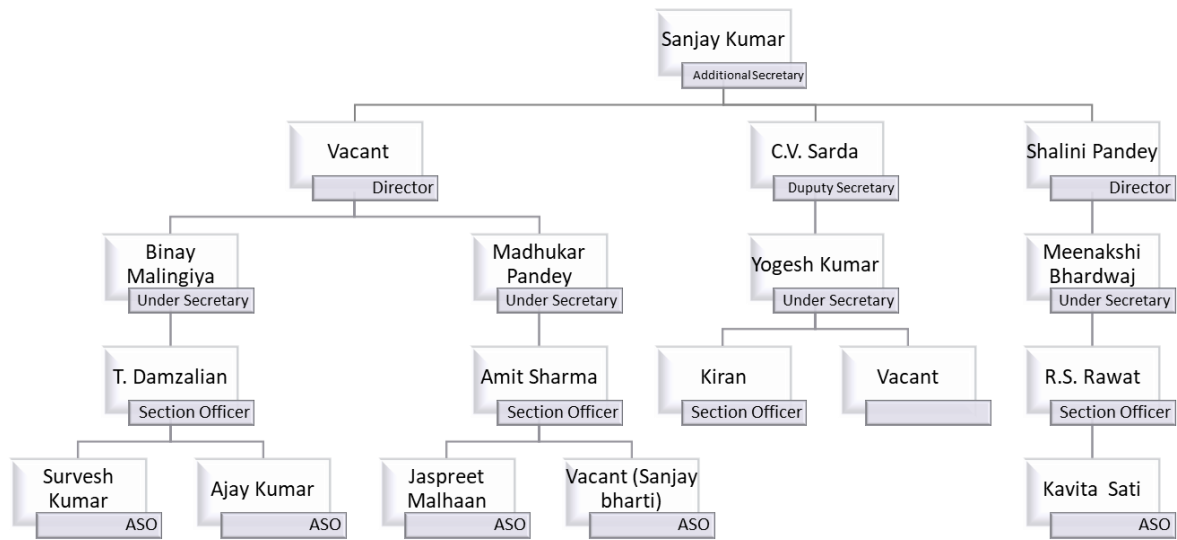 Sanjay Kumar
Additional Secretary
Vacant
Director
C.V. Sarda
Duputy Secretary
Shalini Pandey
Director
Binay
Malingiya
Under Secretary
Madhukar
Pandey
Under Secretary
Yogesh Kumar
Under Secretary
Meenakshi
Bhardwaj
Under Secretary
T. Damzalian
Section Officer
Amit Sharma
Section Officer
Kiran
Section Officer
Vacant
R.S. Rawat
Section Officer
Survesh
Kumar
ASO
Ajay Kumar
ASO
Jaspreet
Malhaan
ASO
Vacant (Sanjay
bharti)
ASO
Kavita Sati
ASO